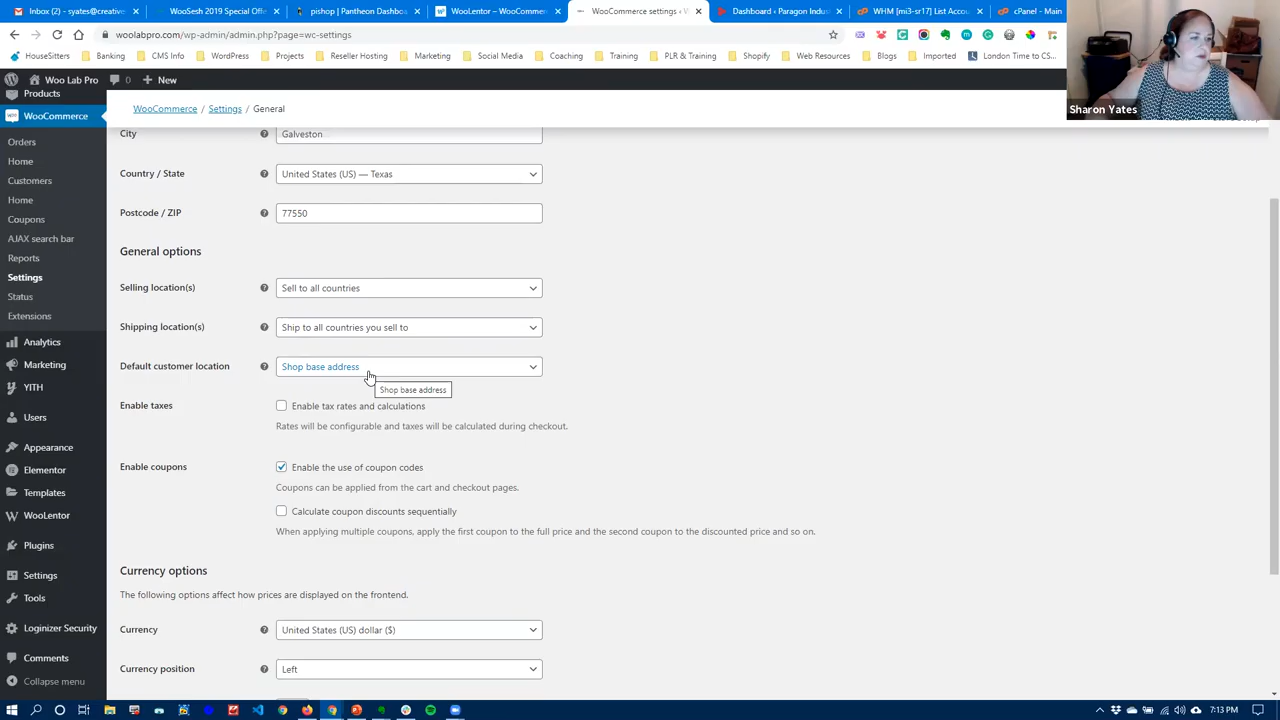 Inbox (2) - syates@creative
WooSesh 2019 Special Offer
pishop | Pantheon Dashboa
WooLentor – WooCommerc
WooCommerce settings ‹ W
Dashboard ‹ Paragon Indus
WHM [mi3-sr17] List Accou
cPanel - Main
woolabpro.com/wp-admin/admin.php?page=wc-settings
HouseSitters
Banking
CMS Info
WordPress
Projects
Reseller Hosting
Marketing
Social Media
Coaching
Training
PLR & Training
Shopify
Web Resources
Blogs
Imported
London Time to CS...
Woo Lab Pro
0
New
Sharon Yates
Products
WooCommerce
Orders
Home
Customers
Home
Coupons
AJAX search bar
Reports
Settings
Status
Extensions
Analytics
Marketing
YITH
Users
Appearance
Elementor
Templates
WooLentor
Plugins
Settings
Tools
Loginizer Security
Comments
Collapse menu
WooCommerce / Settings / General
City
Galveston
Country / State
United States (US) — Texas
Postcode / ZIP
77550
General options
Selling location(s)
Sell to all countries
Shipping location(s)
Ship to all countries you sell to
Default customer location
Shop base address
Shop base address
Enable taxes
Enable tax rates and calculations
Rates will be configurable and taxes will be calculated during checkout.
Enable coupons
Enable the use of coupon codes
Coupons can be applied from the cart and checkout pages.
Calculate coupon discounts sequentially
When applying multiple coupons, apply the first coupon to the full price and the second coupon to the discounted price and so on.
Currency options
The following options affect how prices are displayed on the frontend.
Currency
United States (US) dollar ($)
Currency position
Left
7:13 PM